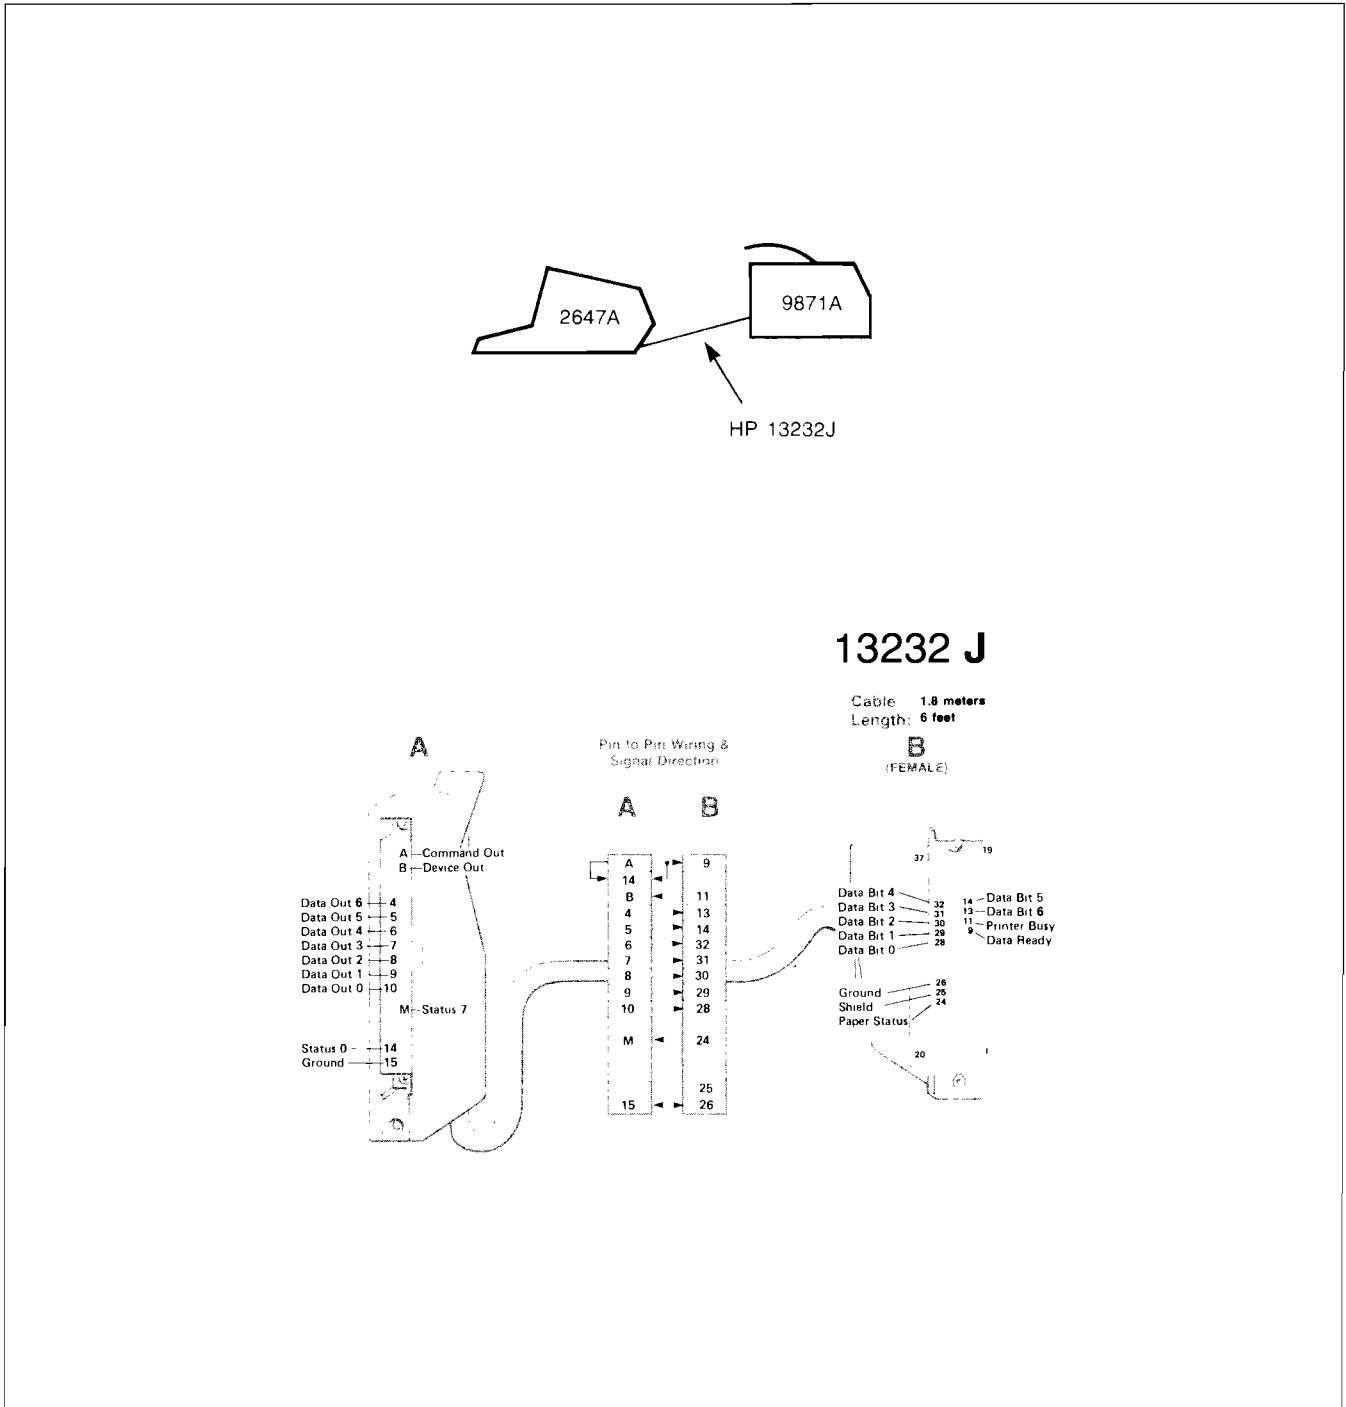 2647A
9871A
HP 13232J
13232 J
Cable Length: 1.8 meters
6 feet
A
Pin to Pin Wiring &
Signal Direction
B
(FEMALE)
A B
A 9
14
B 11
4 13
5 14
6 32
7 31
8 30
9 29
10 28
M 24
25
15 26
A Command Out
B Device Out
Data Out 6 4
Data Out 5 5
Data Out 4 6
Data Out 3 7
Data Out 2 8
Data Out 1 9
Data Out 0 10
M Status 7
Status 0 14
Ground 15
37
19
Data Bit 4 32
Data Bit 3 31
Data Bit 2 30
Data Bit 1 29
Data Bit 0 28
14 Data Bit 5
13 Data Bit 6
11 Printer Busy
9 Data Ready
Ground 26
Shield 25
Paper Status 24
20
1